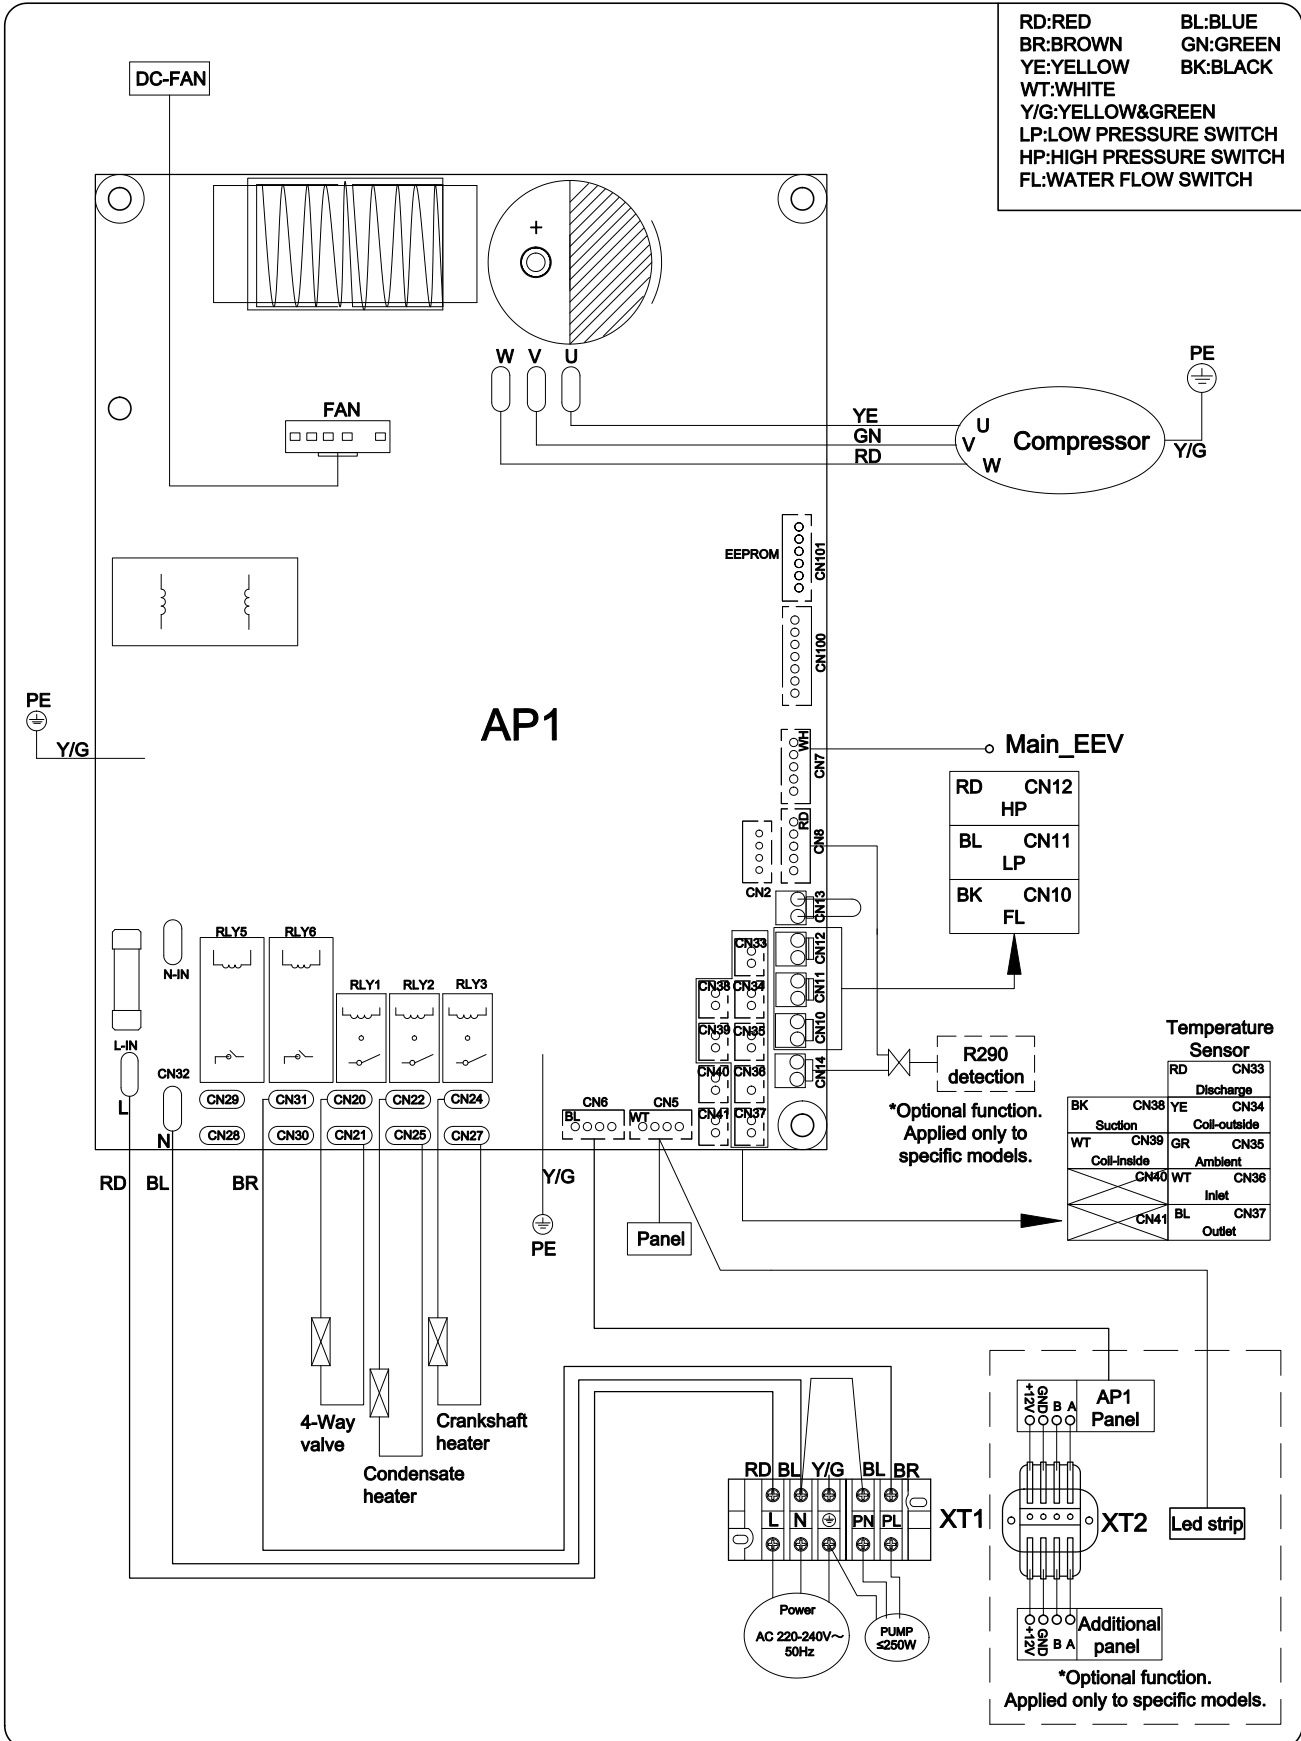 RD:RED BL:BLUE
BR:BROWN GN:GREEN
YE:YELLOW BK:BLACK
WT:WHITE
Y/G:YELLOW&GREEN
LP:LOW PRESSURE SWITCH
HP:HIGH PRESSURE SWITCH
FL:WATER FLOW SWITCH
DC-FAN
+
W V U
FAN
YE
GN
RD
U
V
W
Compressor
PE
Y/G
EEPROM
CN101
CN100
AP1
PE
Y/G
WH
CN7
Main_EEV
RD
CN8
CN2
CN13
RD CN12
HP
BL CN11
LP
BK CN10
FL
CN12
CN11
CN10
CN14
CN33
CN38 CN34
CN39 CN35
CN40 CN36
CN41 CN37
R290
detection
*Optional function.
Applied only to
specific models.
N-IN
RLY5
RLY6
RLY1
RLY2
RLY3
L-IN
CN32
L
N
CN29 CN31 CN20 CN22 CN24
CN28 CN30 CN21 CN25 CN27
CN6
BL
CN5
WT
RD BL BR
Y/G
PE
Panel
Temperature
Sensor
RD CN33
Discharge
BK CN38 YE CN34
Suction Coil-outside
WT CN39 GR CN35
Coil-inside Ambient
CN40 WT CN36
Inlet
CN41 BL CN37
Outlet
4-Way
valve
Condensate
heater
Crankshaft
heater
RD BL Y/G BL BR
L N PN PL
XT1
Power
AC 220-240V~
50Hz
PUMP
≤250W
+12V GND B A
AP1
Panel
XT2
Led strip
+12V GND B A
Additional
panel
*Optional function.
Applied only to specific models.